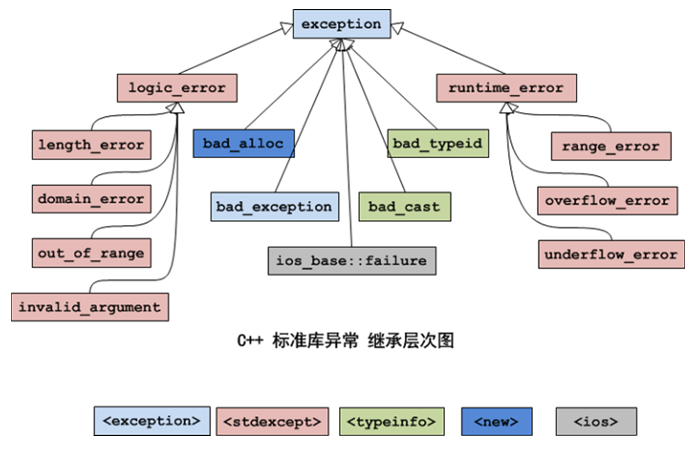 exception
logic_error
runtime_error
length_error
bad_alloc
bad_typeid
range_error
domain_error
bad_exception
bad_cast
overflow_error
out_of_range
ios_base::failure
underflow_error
invalid_argument
C++ 标准库异常 继承层次图
<exception> <stdexcept> <typeinfo> <new> <ios>